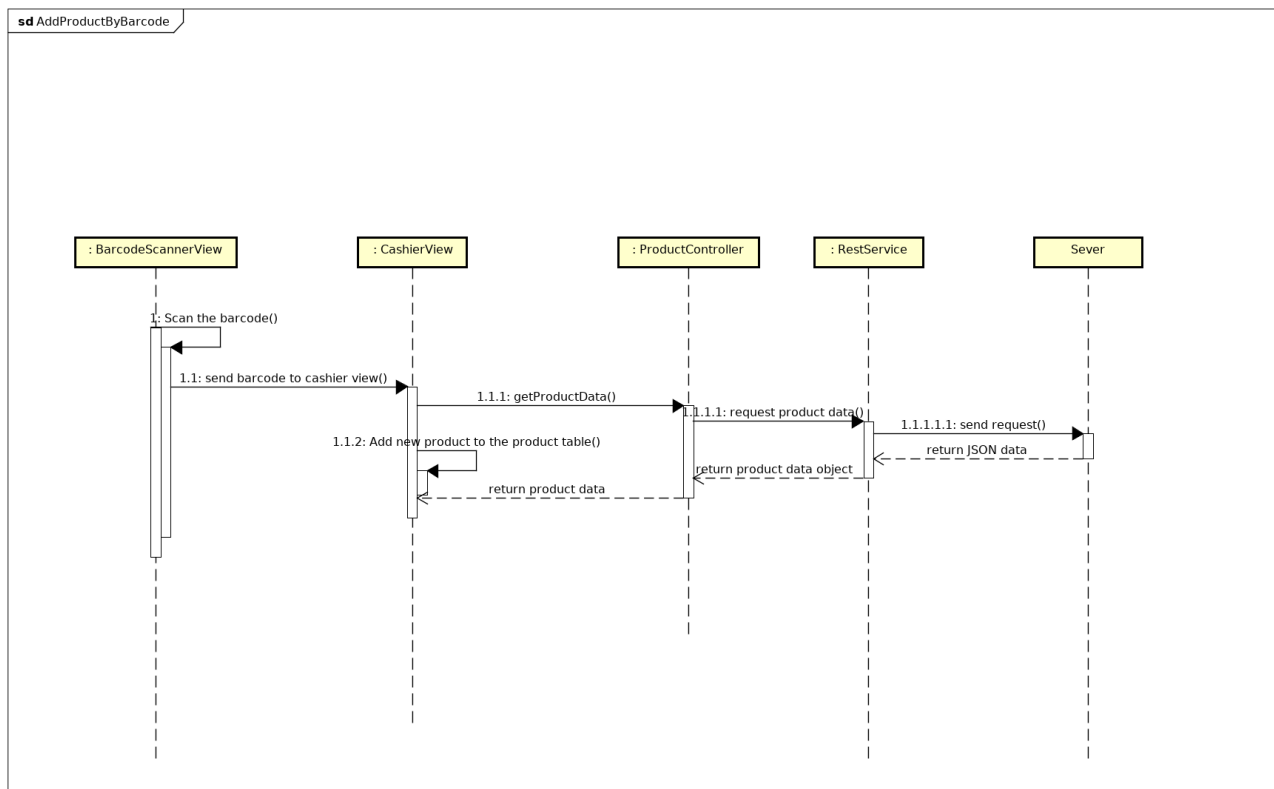 sd AddProductByBarcode
: BarcodeScannerView
: CashierView
: ProductController
: RestService
Sever
1: Scan the barcode()
1.1: send barcode to cashier view()
1.1.1: getProductData()
1.1.1.1: request product data()
1.1.1.1.1: send request()
1.1.2: Add new product to the product table()
return JSON data
return product data object
return product data